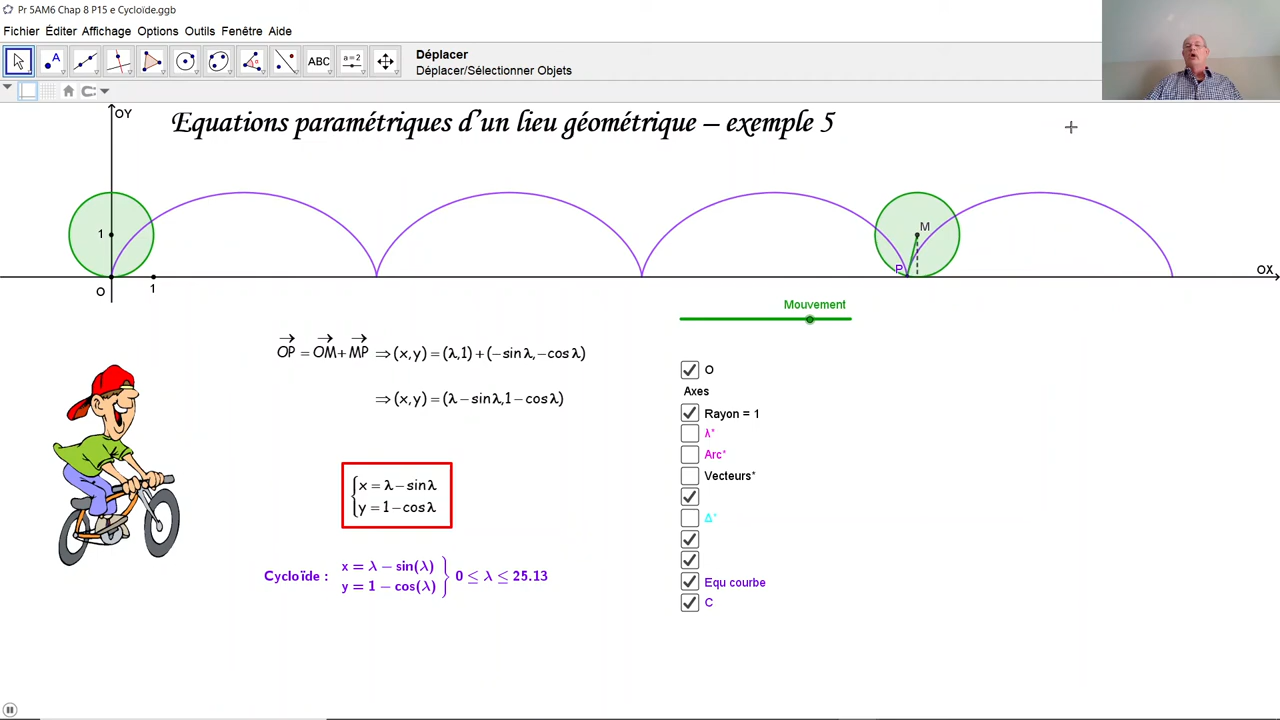 Pr 5AM6 Chap 8 P15 e Cycloïde.ggb
Fichier Éditer Affichage Options Outils Fenêtre Aide
A ABC a=2
Déplacer
Déplacer/Sélectionner Objets
OY
Equations paramétriques d'un lieu géométrique – exemple 5
M
1
P
OX
O
1
Mouvement
OP = OM + MP ⇒ (x,y) = (λ,1) + (−sinλ,−cosλ)
⇒ (x,y) = (λ−sinλ,1−cosλ)
x = λ−sinλ
y = 1−cosλ
Cycloïde : x = λ − sin(λ)
y = 1 − cos(λ)
0 ≤ λ ≤ 25.13
O
Axes
Rayon = 1
λ*
Arc*
Vecteurs*
Δ*
Equ courbe
C